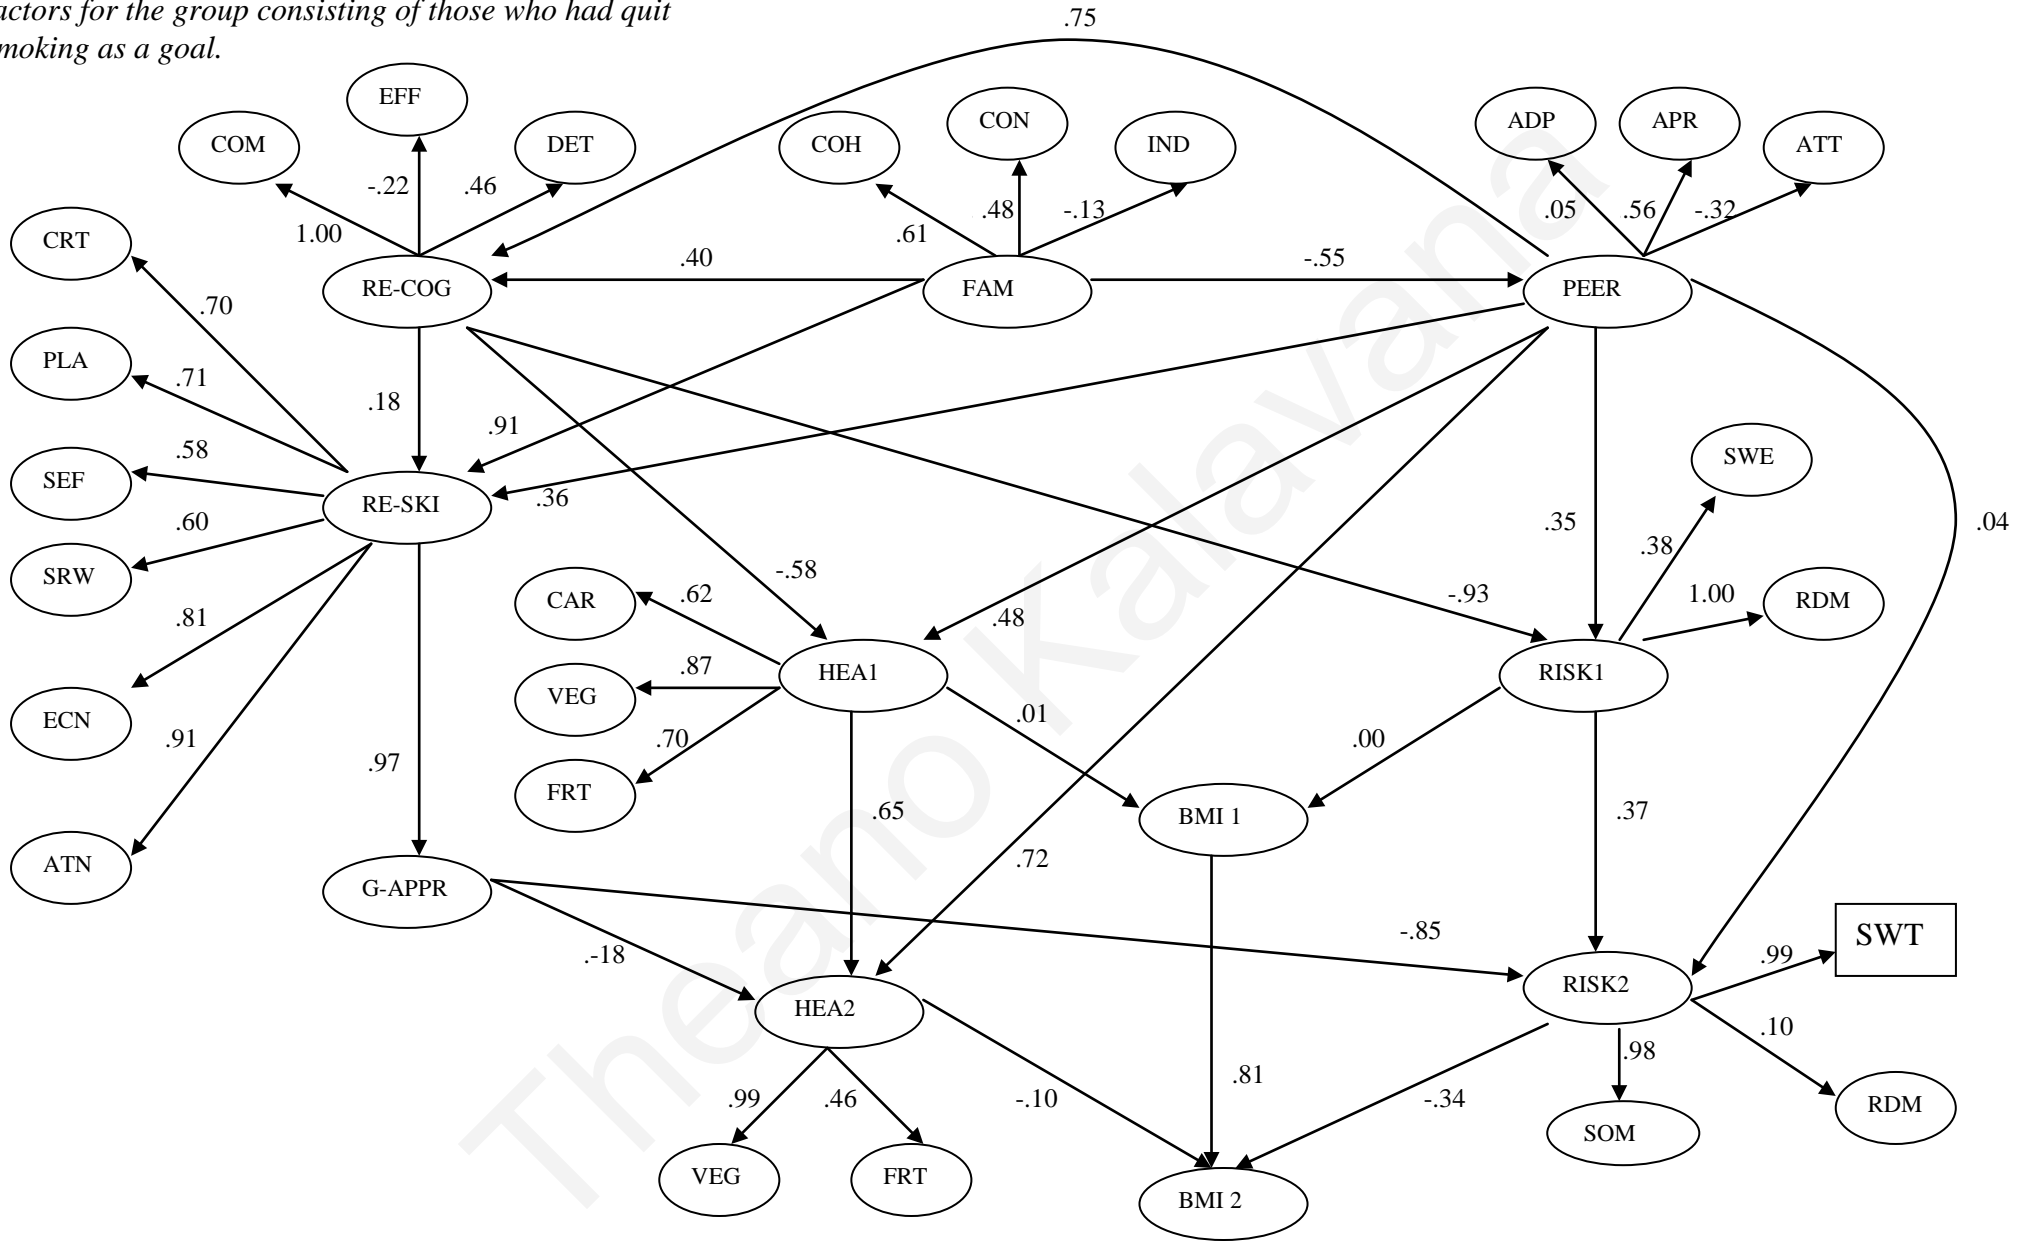 actors for the group consisting of those who had quit
moking as a goal.
.75
EFF
CON
ADP
APR
COM
DET
COH
IND
ATT
-.22
.46
1.00
.61
.48
-.13
.05
.56
-.32
CRT
RE-COG
.40
FAM
-.55
PEER
.70
PLA
.71
.18
.91
SEF
.58
RE-SKI
.36
SWE
.35
.38
.04
SRW
.60
-.58
CAR
.62
.48
-.93
1.00
RDM
.81
HEA1
RISK1
VEG
.87
ECN
.91
.97
.70
.01
.00
FRT
.65
BMI 1
.37
ATN
G-APPR
.72
.-18
-.85
SWT
.99
HEA2
RISK2
.10
.99
.46
-.10
.81
-.34
.98
RDM
SOM
VEG
FRT
BMI 2
Theano Kalavana